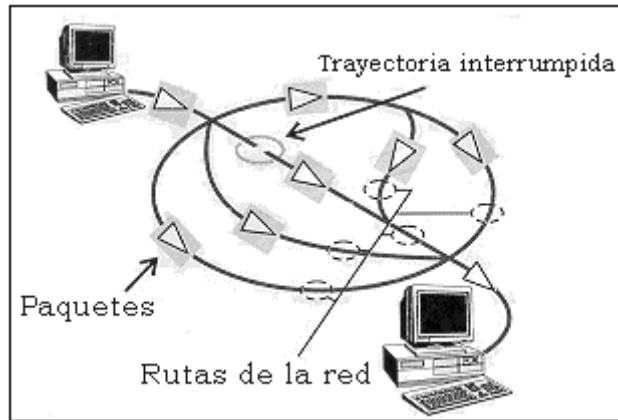 Trayectoria interrumpida
Paquetes
Rutas de la red